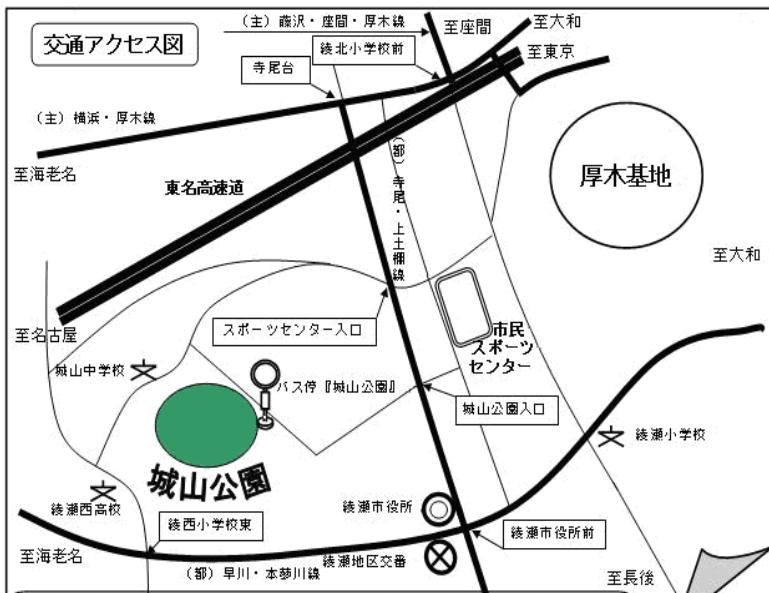 交通アクセス図
(主)藤沢・座間・厚木線
至座間
至大和
至東京
綾北小学校前
寺尾台
(主)横浜・厚木線
至海老名
東名高速道
(都)寺尾・上土棚線
厚木基地
至大和
至名古屋
スポーツセンター入口
市民
スポーツ
センター
城山中学校
バス停『城山公園』
城山公園入口
綾瀬小学校
城山公園
綾瀬西高校
綾瀬市役所
綾西小学校東
綾瀬市役所前
至海老名
綾瀬地区交番
(都)早川・本蓼川線
至長後